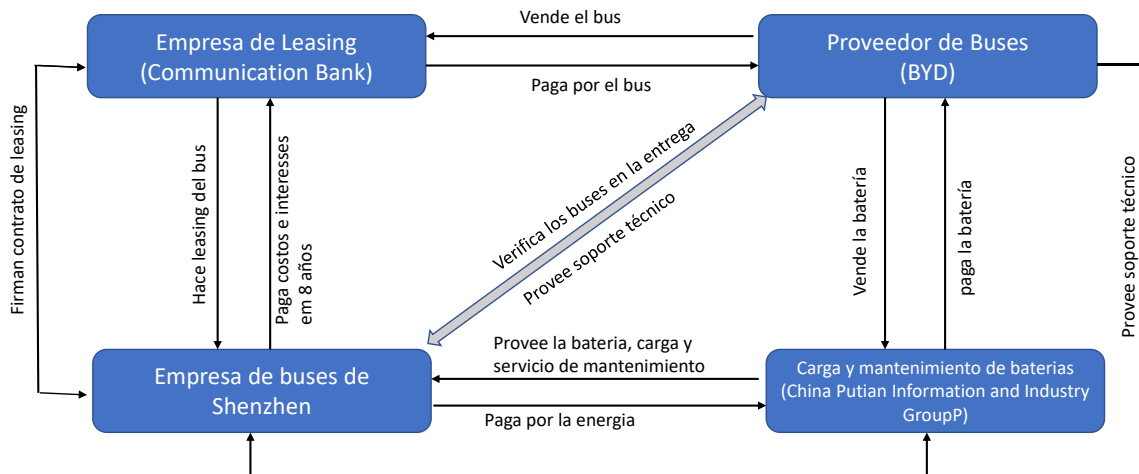 Vende el bus
Empresa de Leasing
(Communication Bank)
Proveedor de Buses
(BYD)
Paga por el bus
Firman contrato de leasing
Hace leasing del bus
Paga costos e interesses
em 8 años
Verifica los buses en la entrega
Provee soporte técnico
Vende la batería
paga la batería
Provee soporte técnico
Provee la bateria, carga y
servicio de mantenimiento
Empresa de buses de
Shenzhen
Carga y mantenimiento de baterias
(China Putian Information and Industry
GroupP)
Paga por la energia